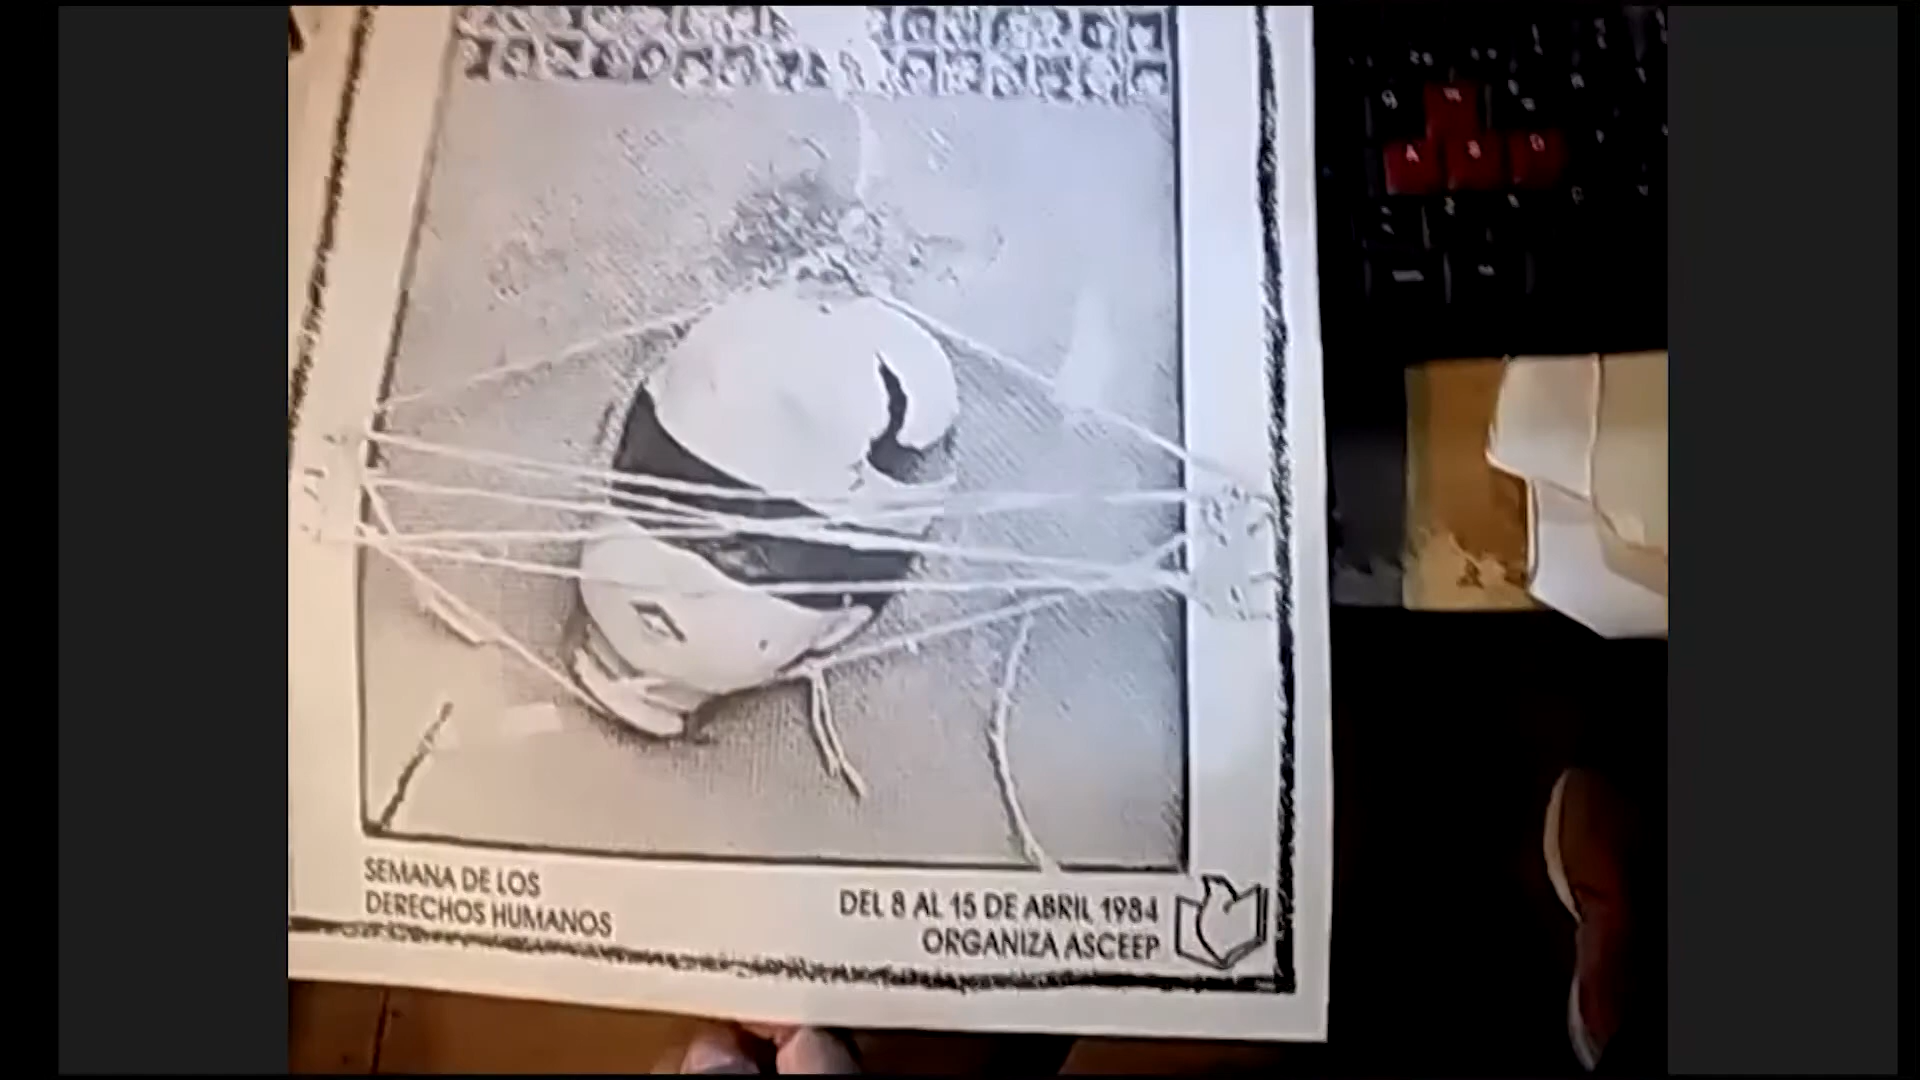 SEMANA DE LOS
DERECHOS HUMANOS
DEL 8 AL 15 DE ABRIL 1984
ORGANIZA ASCEEP
A S D